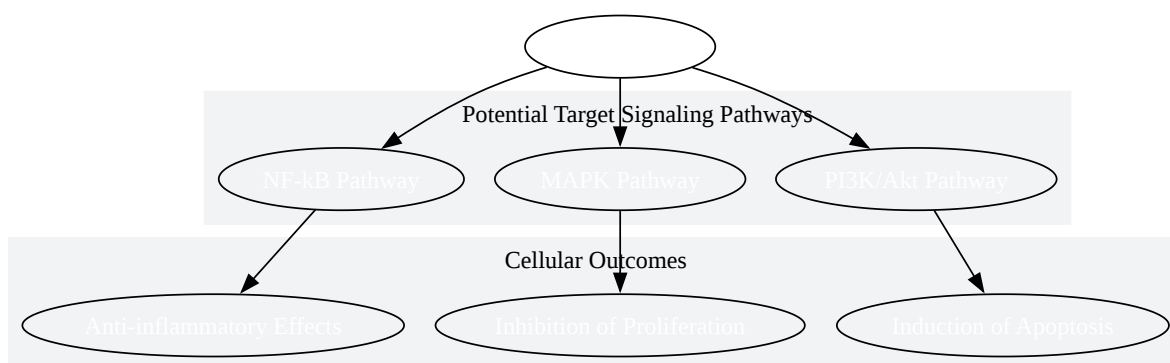 Potential Target Signaling Pathways
NF-kB Pathway
MAPK Pathway
PI3K/Akt Pathway
Cellular Outcomes
Anti-inflammatory Effects
Inhibition of Proliferation
Induction of Apoptosis